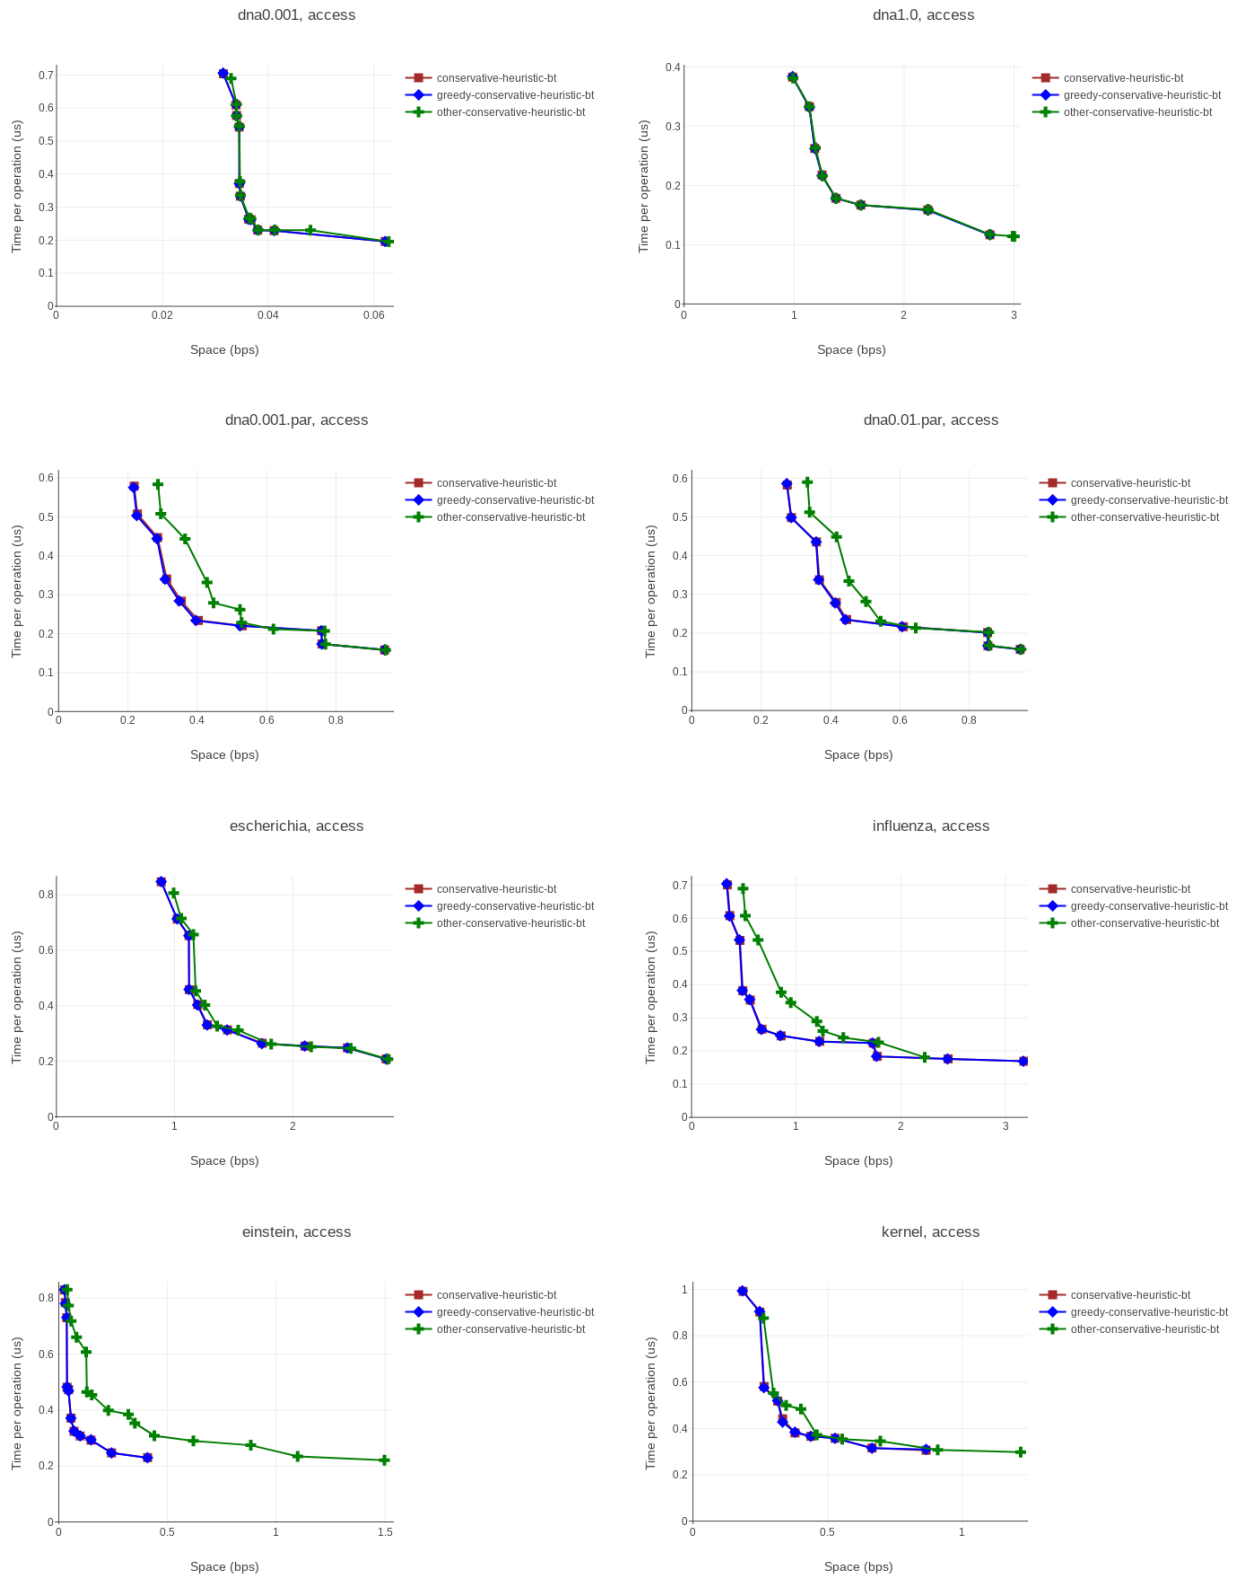 dna0.001, access
Time per operation (us)
0.7
0.6
0.5
0.4
0.3
0.2
0.1
0
0
0.02
0.04
0.06
Space (bps)
conservative-heuristic-bt
greedy-conservative-heuristic-bt
other-conservative-heuristic-bt
dna1.0, access
Time per operation (us)
0.4
0.3
0.2
0.1
0
0
1
2
3
Space (bps)
conservative-heuristic-bt
greedy-conservative-heuristic-bt
other-conservative-heuristic-bt
dna0.001.par, access
Time per operation (us)
0.6
0.5
0.4
0.3
0.2
0.1
0
0
0.2
0.4
0.6
0.8
Space (bps)
conservative-heuristic-bt
greedy-conservative-heuristic-bt
other-conservative-heuristic-bt
dna0.01.par, access
Time per operation (us)
0.6
0.5
0.4
0.3
0.2
0.1
0
0
0.2
0.4
0.6
0.8
Space (bps)
conservative-heuristic-bt
greedy-conservative-heuristic-bt
other-conservative-heuristic-bt
escherichia, access
Time per operation (us)
0.8
0.6
0.4
0.2
0
0
1
2
Space (bps)
conservative-heuristic-bt
greedy-conservative-heuristic-bt
other-conservative-heuristic-bt
influenza, access
Time per operation (us)
0.7
0.6
0.5
0.4
0.3
0.2
0.1
0
0
1
2
3
Space (bps)
conservative-heuristic-bt
greedy-conservative-heuristic-bt
other-conservative-heuristic-bt
einstein, access
Time per operation (us)
0.8
0.6
0.4
0.2
0
0
0.5
1
1.5
Space (bps)
conservative-heuristic-bt
greedy-conservative-heuristic-bt
other-conservative-heuristic-bt
kernel, access
Time per operation (us)
1
0.8
0.6
0.4
0.2
0
0
0.5
1
Space (bps)
conservative-heuristic-bt
greedy-conservative-heuristic-bt
other-conservative-heuristic-bt